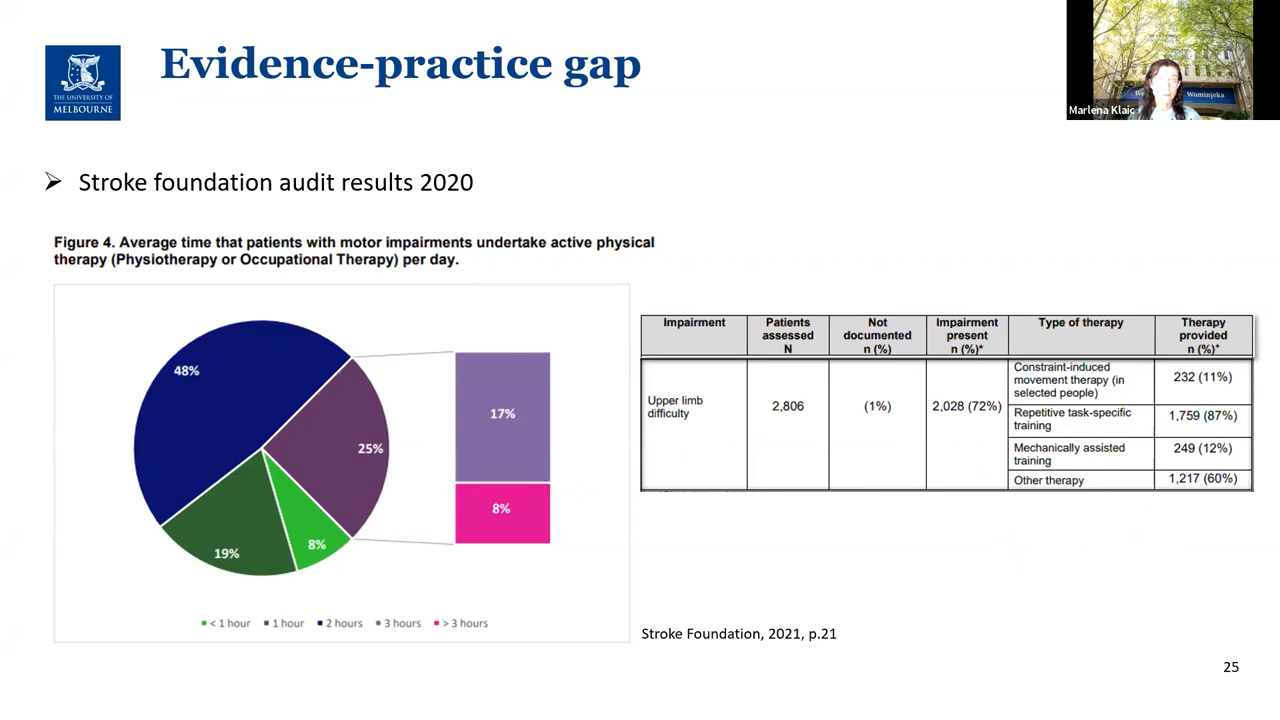 Evidence-practice gap
THE UNIVERSITY OF
MELBOURNE
Wominjeka
Marlena Klaic
➢ Stroke foundation audit results 2020
Figure 4. Average time that patients with motor impairments undertake active physical
therapy (Physiotherapy or Occupational Therapy) per day.
48%
25%
19%
8%
17%
8%
< 1 hour 1 hour 2 hours 3 hours > 3 hours
Impairment
Patients
assessed
N
Not
documented
n (%)
Impairment
present
n (%)*
Type of therapy
Therapy
provided
n (%)*
Upper limb
difficulty
2,806
(1%)
2,028 (72%)
Constraint-induced
movement therapy (in
selected people)
232 (11%)
Repetitive task-specific
training
1,759 (87%)
Mechanically assisted
training
249 (12%)
Other therapy
1,217 (60%)
Stroke Foundation, 2021, p.21
25